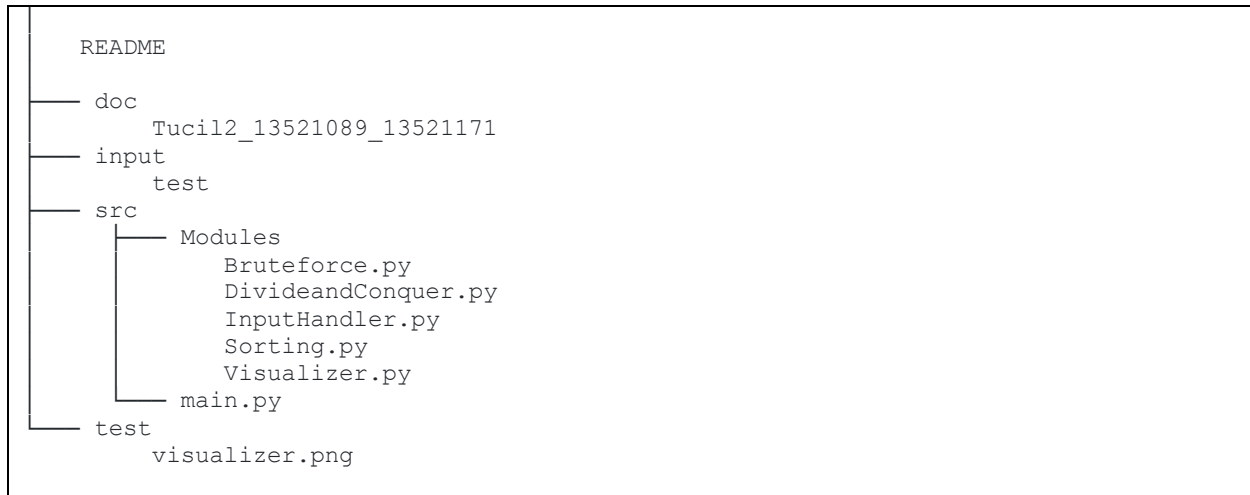 README
doc
Tucil2_13521089_13521171
input
test
src
Modules
Bruteforce.py
DivideandConquer.py
InputHandler.py
Sorting.py
Visualizer.py
main.py
test
visualizer.png